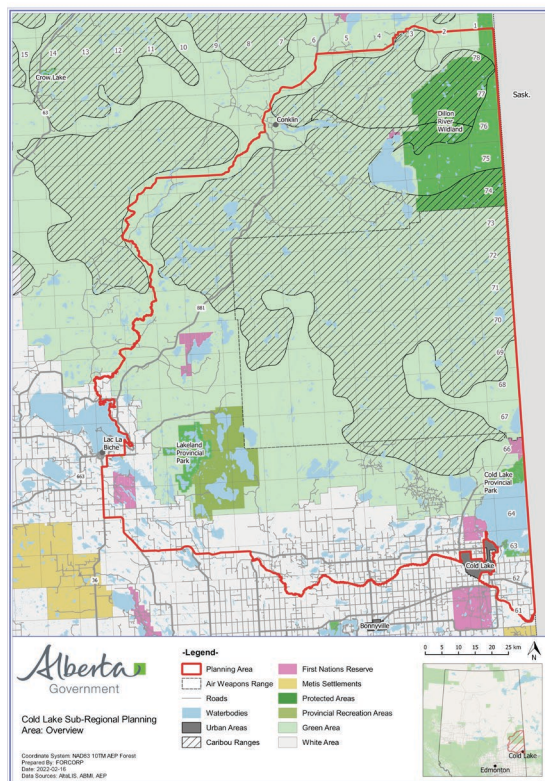 15
14
13
12
11
10
9
8
7
6
5
4
3
2
1
Crow Lake
63
78
77
Sask.
Dillon
River
Wildland
Conklin
76
75
74
73
72
71
70
881
69
68
67
66
Lac La
Biche
Lakeland
Provincial
Park
663
Cold Lake
Provincial
Park
64
63
Cold Lake
62
36
61
Bonnyville
Alberta
Government
Cold Lake Sub-Regional Planning
Area: Overview
Coordinate System: NAD83 10TM AEP Forest
Prepared By: FORCORP
Date: 2022-02-16
Data Sources: AltaLIS, ABMI, AEP
-Legend-
Planning Area
Air Weapons Range
Roads
Waterbodies
Urban Areas
Caribou Ranges
First Nations Reserve
Metis Settlements
Protected Areas
Provincial Recreation Areas
Green Area
White Area
0 5 10 15 20 25 km
N
Cold Lake
Edmonton